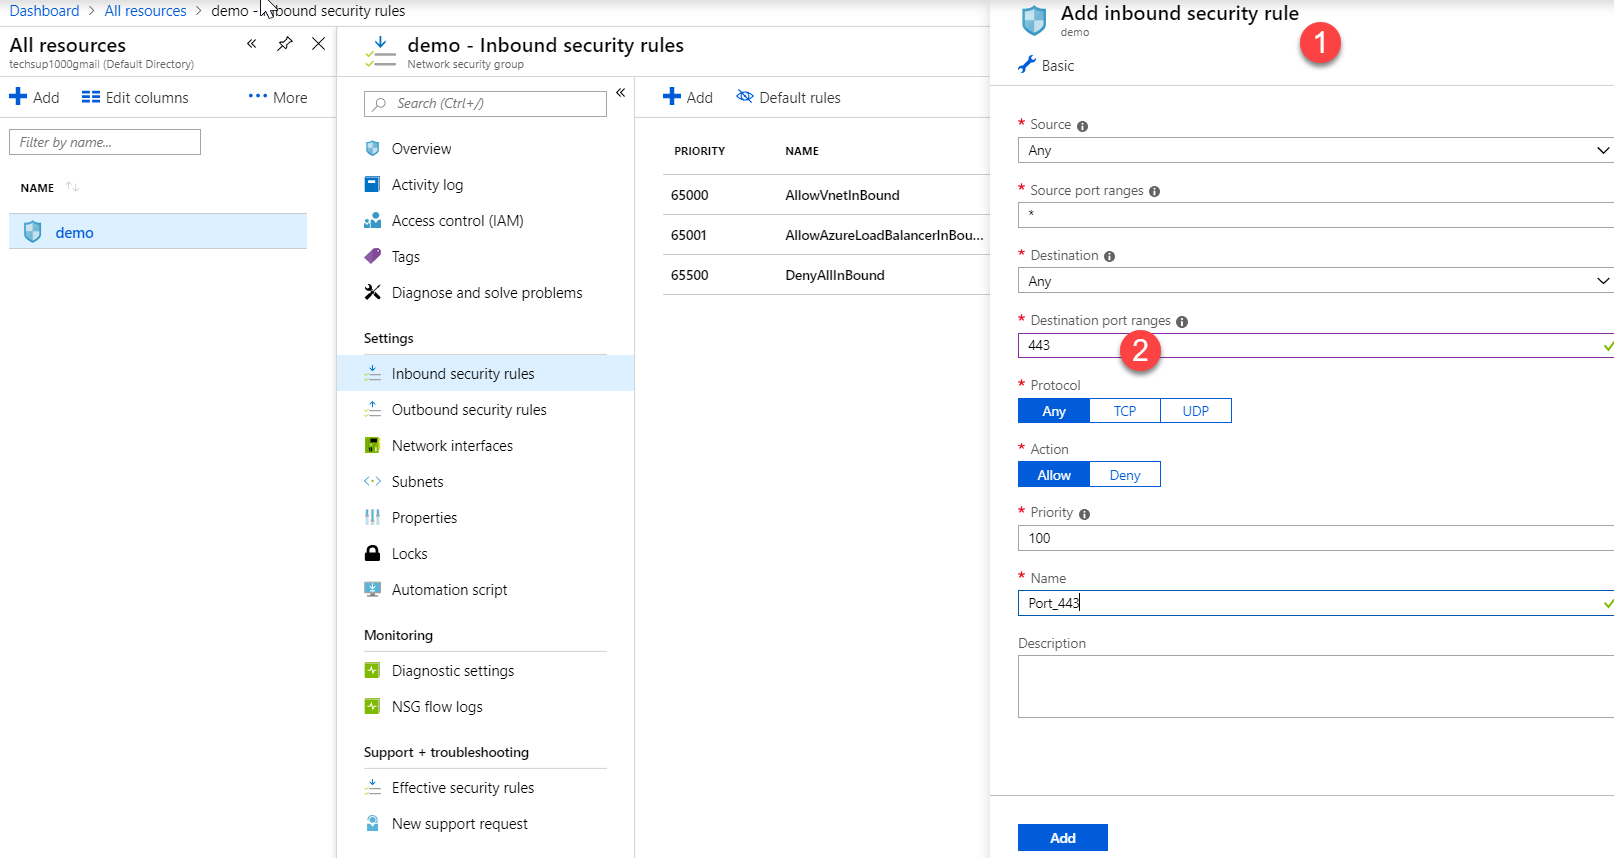 Dashboard > All resources > demo - Inbound security rules
All resources
techsup1000gmail (Default Directory)
Add
Edit columns
More
Filter by name...
NAME
demo
demo - Inbound security rules
Network security group
Search (Ctrl+/)
Overview
Activity log
Access control (IAM)
Tags
Diagnose and solve problems
Settings
Inbound security rules
Outbound security rules
Network interfaces
Subnets
Properties
Locks
Automation script
Monitoring
Diagnostic settings
NSG flow logs
Support + troubleshooting
Effective security rules
New support request
Add
Default rules
PRIORITY NAME
65000 AllowVnetInBound
65001 AllowAzureLoadBalancerInBou...
65500 DenyAllInBound
Add inbound security rule
demo
1
Basic
* Source
Any
* Source port ranges
*
* Destination
Any
* Destination port ranges
443
2
* Protocol
Any TCP UDP
* Action
Allow Deny
* Priority
100
* Name
Port_443
Description
Add